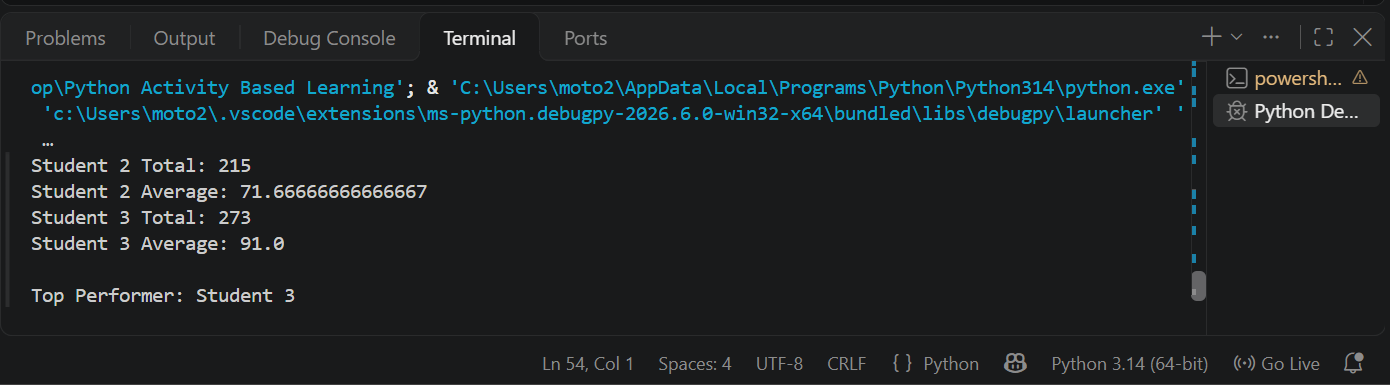 Problems Output Debug Console Terminal Ports
op\Python Activity Based Learning'; & 'C:\Users\moto2\AppData\Local\Programs\Python\Python314\python.exe'
'c:\Users\moto2\.vscode\extensions\ms-python.debugpy-2026.6.0-win32-x64\bundled\libs\debugpy\launcher' '
…
Student 2 Total: 215
Student 2 Average: 71.66666666666667
Student 3 Total: 273
Student 3 Average: 91.0
Top Performer: Student 3
powersh...
Python De...
Ln 54, Col 1 Spaces: 4 UTF-8 CRLF {} Python Python 3.14 (64-bit) Go Live